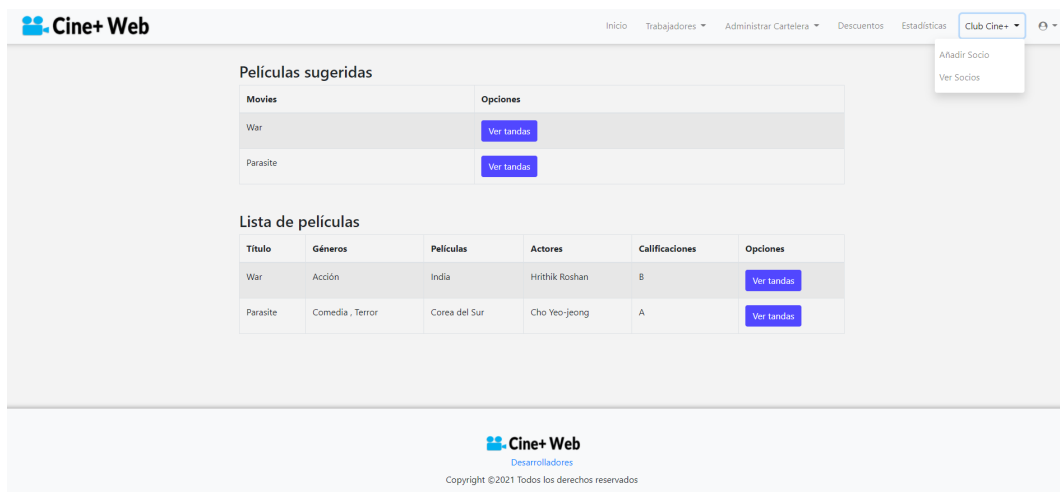 Cine+ Web
Inicio Trabajadores Administrar Cartelera Descuentos Estadísticas Club Cine+
Añadir Socio
Ver Socios
Películas sugeridas
Movies Opciones
War Ver tandas
Parasite Ver tandas
Lista de películas
Título Géneros Películas Actores Calificaciones Opciones
War Acción India Hrithik Roshan B Ver tandas
Parasite Comedia , Terror Corea del Sur Cho Yeo-jeong A Ver tandas
Cine+ Web
Desarrolladores
Copyright ©2021 Todos los derechos reservados